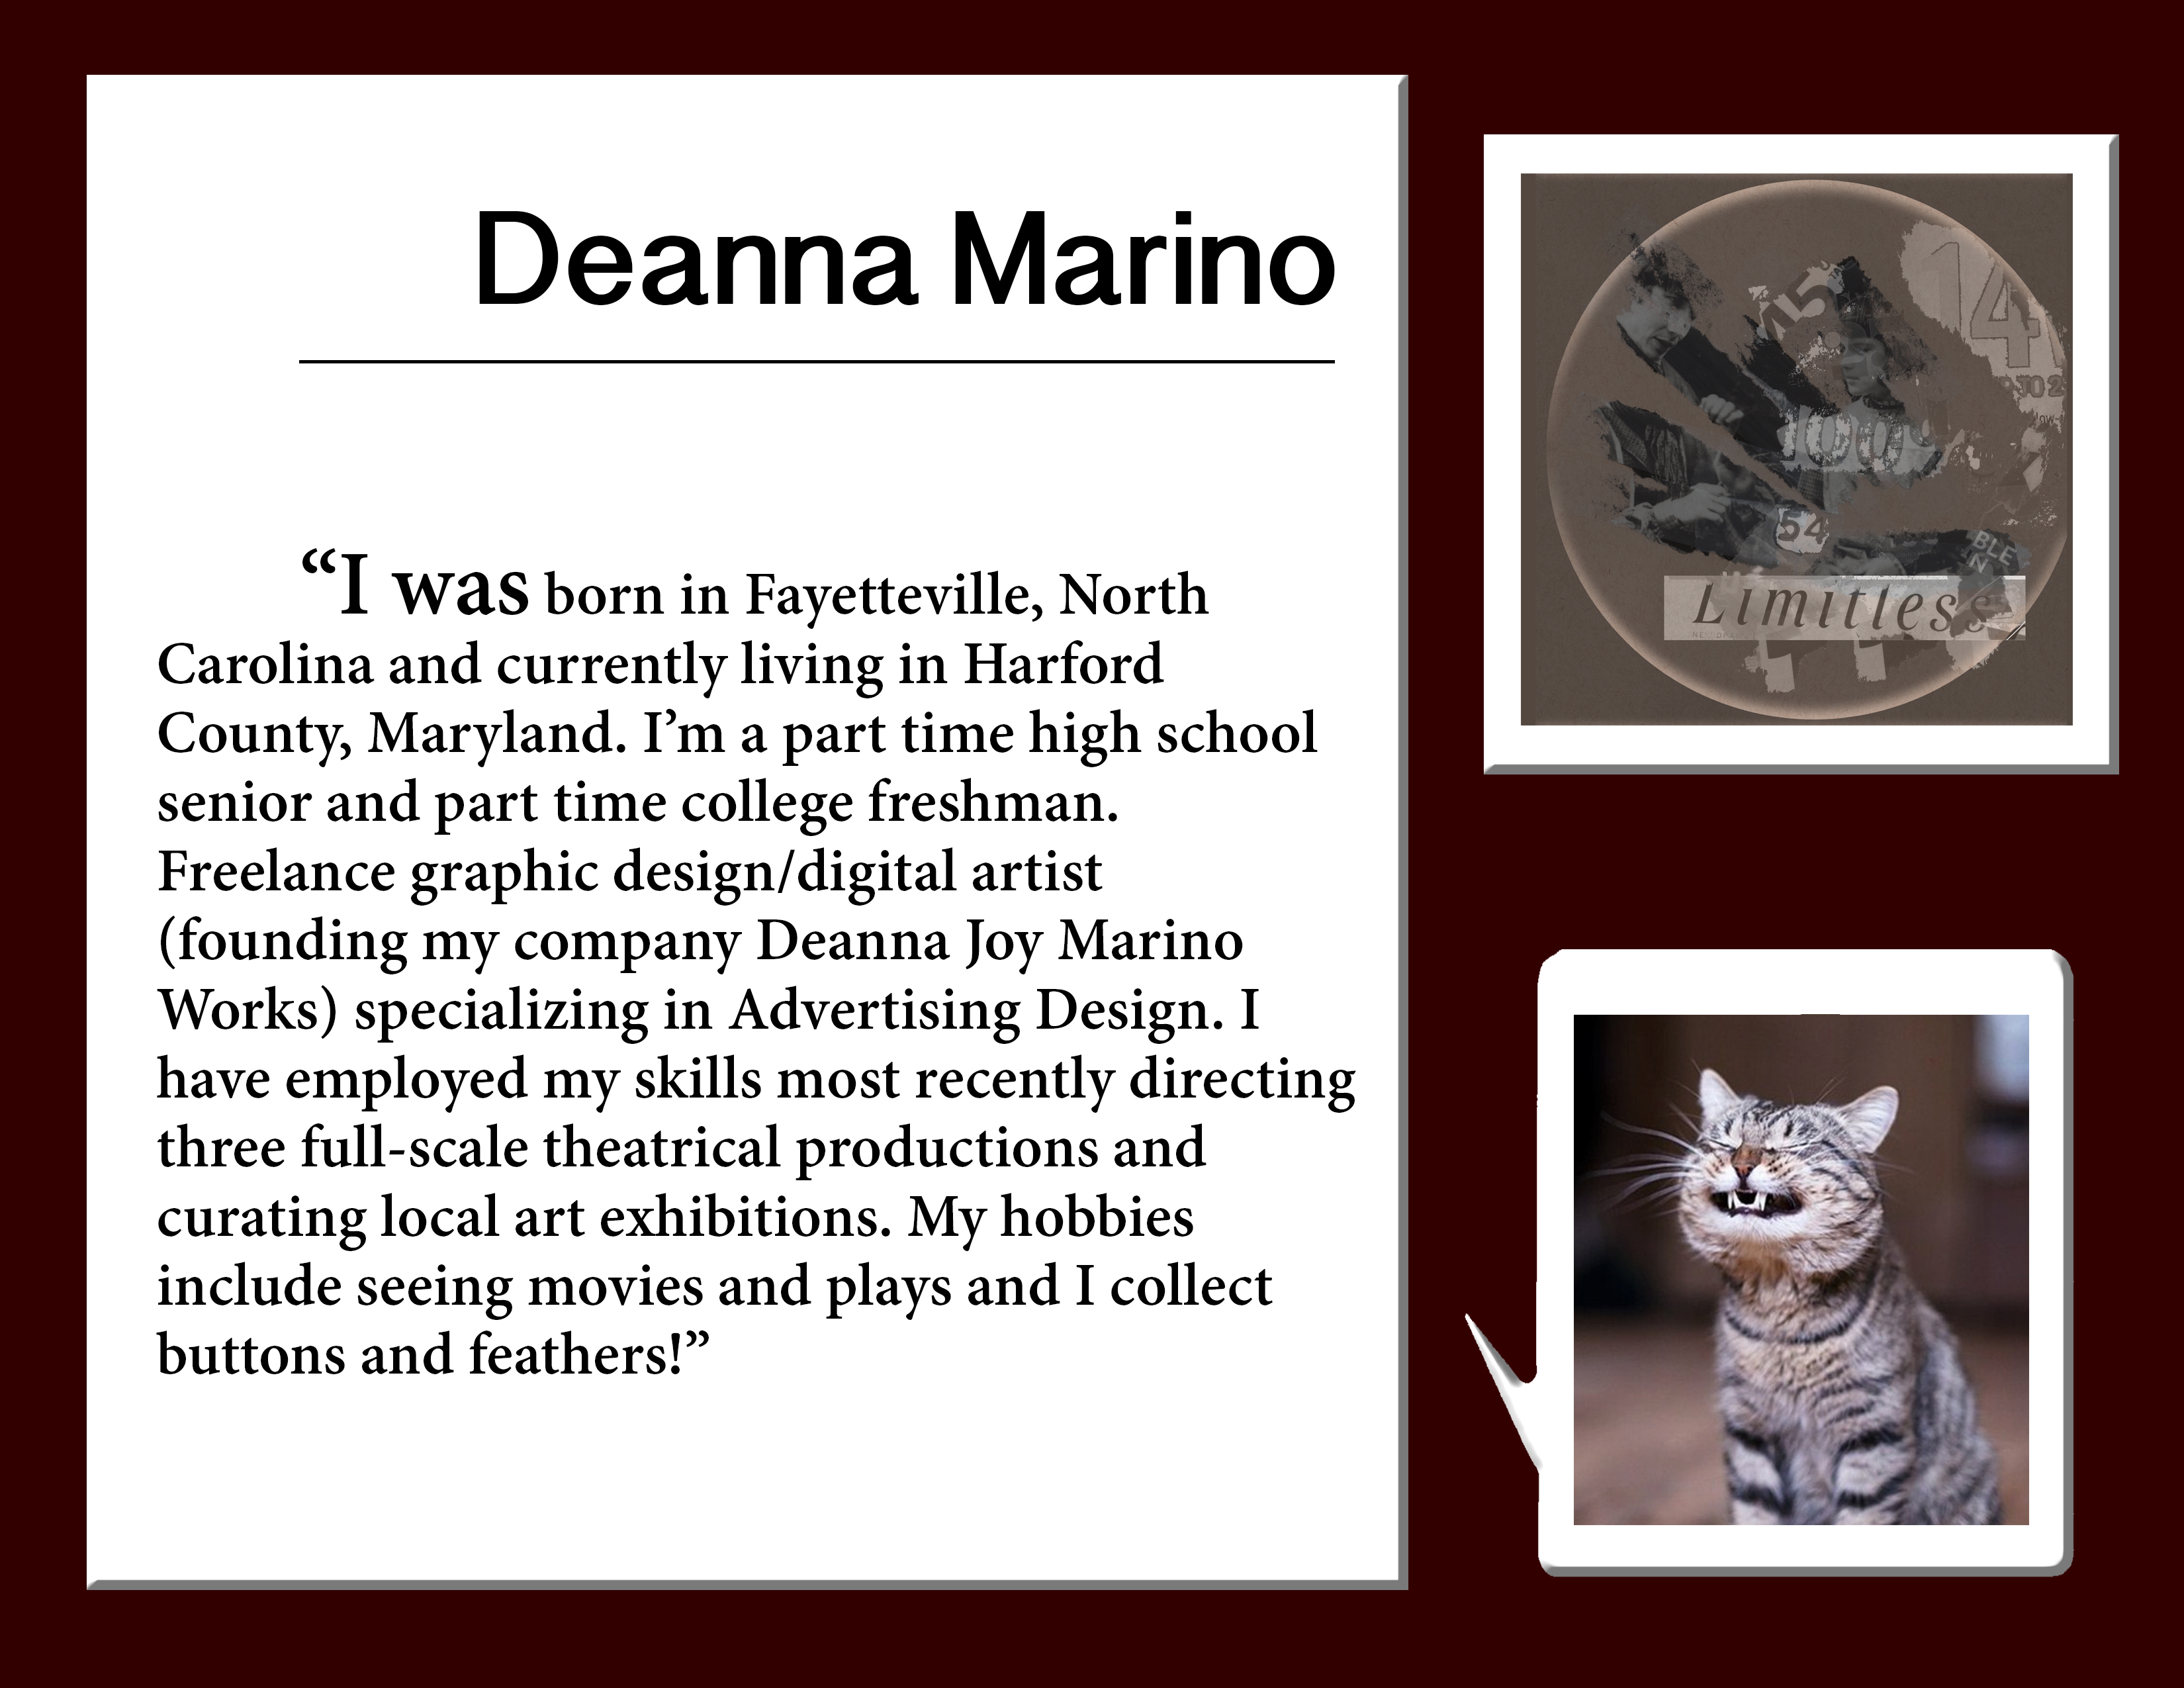 Deanna Marino
“I was born in Fayetteville, North
Carolina and currently living in Harford
County, Maryland. I’m a part time high school
senior and part time college freshman.
Freelance graphic design/digital artist
(founding my company Deanna Joy Marino
Works) specializing in Advertising Design. I
have employed my skills most recently directing
three full-scale theatrical productions and
curating local art exhibitions. My hobbies
include seeing movies and plays and I collect
buttons and feathers!”
14
100
54
BLE
N
Limitless